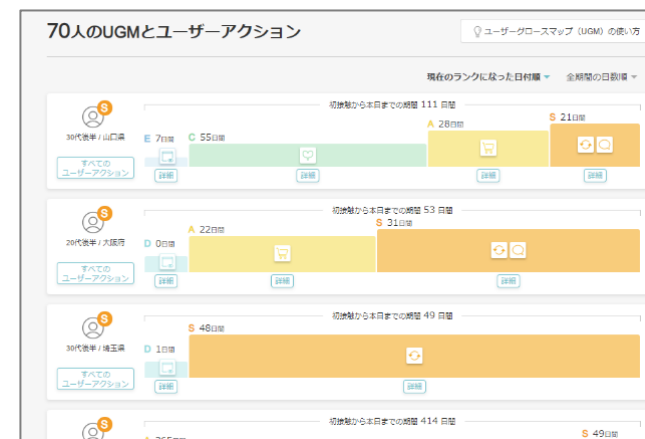 70人のUGMとユーザーアクション
ユーザーグロースマップ（UGM）の使い方
現在のランクになった日付順 全期間の日数順
初接触から本日までの期間 111 日間
S
30代後半 / 山口県
E 7日間
C 55日間
A 28日間
S 21日間
すべての
ユーザーアクション
詳細
詳細
詳細
詳細
初接触から本日までの期間 53 日間
S
20代後半 / 大阪府
D 0日間
A 22日間
S 31日間
すべての
ユーザーアクション
詳細
詳細
詳細
初接触から本日までの期間 49 日間
S
30代後半 / 埼玉県
D 1日間
S 48日間
すべての
ユーザーアクション
詳細
詳細
初接触から本日までの期間 414 日間
S
S 49日間